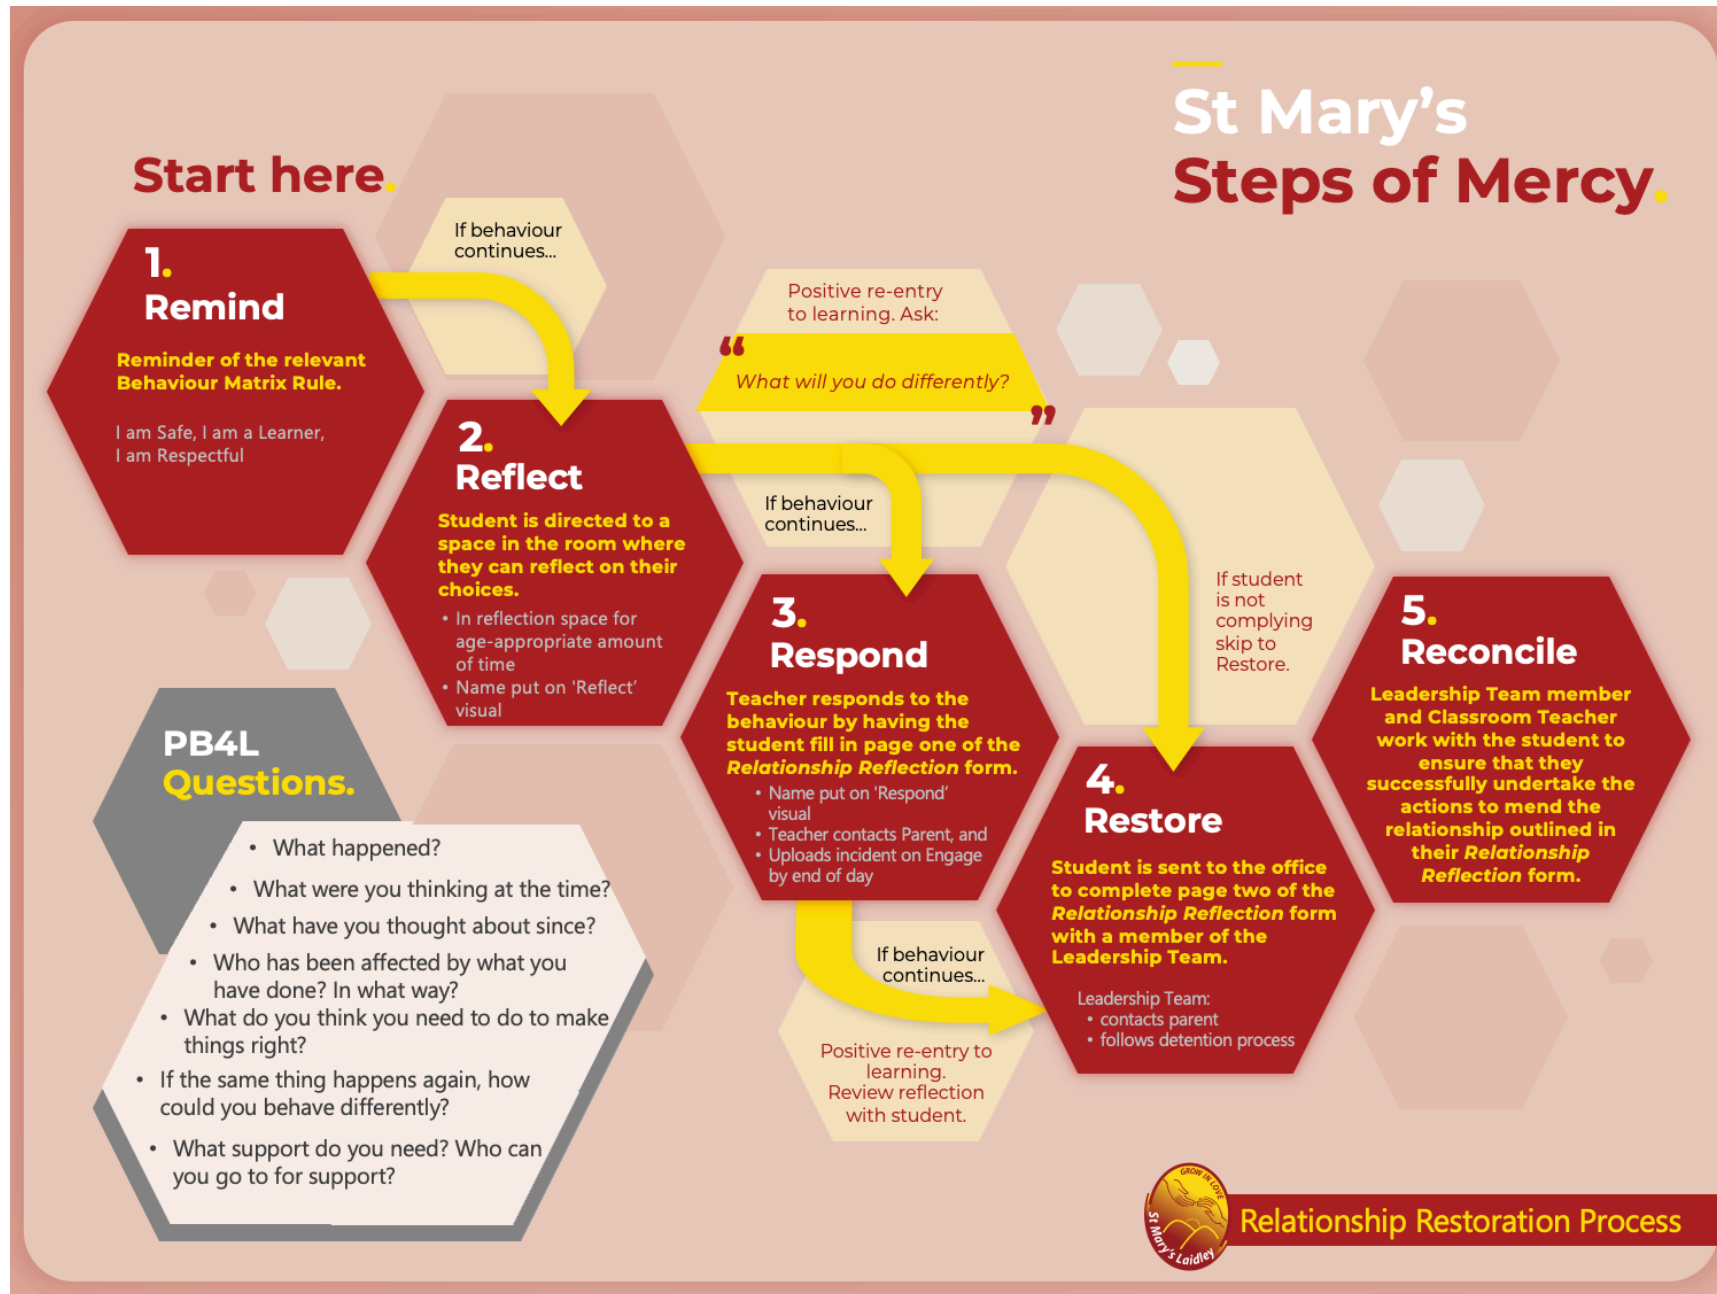 St Mary's
Steps of Mercy.
Start here.
1.
Remind
Reminder of the relevant
Behaviour Matrix Rule.
I am Safe, I am a Learner,
I am Respectful
If behaviour
continues...
2.
Reflect
Student is directed to a
space in the room where
they can reflect on their
choices.
• In reflection space for
age-appropriate amount
of time
• Name put on 'Reflect'
visual
Positive re-entry
to learning. Ask:
“
What will you do differently?
”
If behaviour
continues...
3.
Respond
Teacher responds to the
behaviour by having the
student fill in page one of the
Relationship Reflection form.
• Name put on 'Respond'
visual
• Teacher contacts Parent, and
• Uploads incident on Engage
by end of day
If student
is not
complying
skip to
Restore.
If behaviour
continues...
Positive re-entry to
learning.
Review reflection
with student.
4.
Restore
Student is sent to the office
to complete page two of the
Relationship Reflection form
with a member of the
Leadership Team.
Leadership Team:
• contacts parent
• follows detention process
5.
Reconcile
Leadership Team member
and Classroom Teacher
work with the student to
ensure that they
successfully undertake the
actions to mend the
relationship outlined in
their Relationship
Reflection form.
PB4L
Questions.
• What happened?
• What were you thinking at the time?
• What have you thought about since?
• Who has been affected by what you
have done? In what way?
• What do you think you need to do to make
things right?
• If the same thing happens again, how
could you behave differently?
• What support do you need? Who can
you go to for support?
GROW IN LOVE
St Mary's Laidley
Relationship Restoration Process